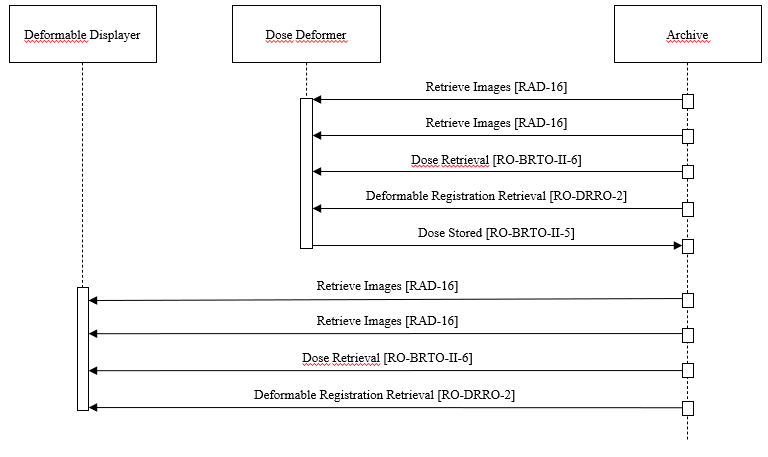 Deformable Displayer
Dose Deformer
Archive
Retrieve Images [RAD-16]
Retrieve Images [RAD-16]
Dose Retrieval [RO-BRTO-II-6]
Deformable Registration Retrieval [RO-DRRO-2]
Dose Stored [RO-BRTO-II-5]
Retrieve Images [RAD-16]
Retrieve Images [RAD-16]
Dose Retrieval [RO-BRTO-II-6]
Deformable Registration Retrieval [RO-DRRO-2]